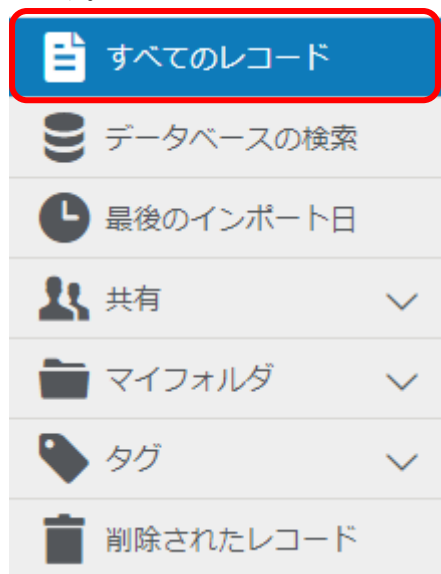 すべてのレコード
データベースの検索
最後のインポート日
共有
マイフォルダ
タグ
削除されたレコード